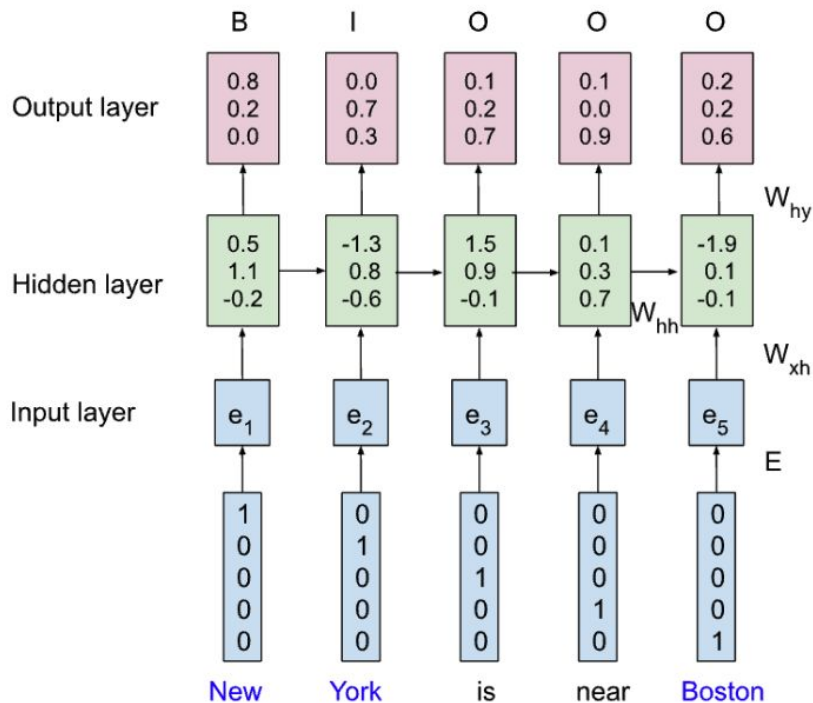 B I O O O
0.8 0.0 0.1 0.1 0.2
Output layer 0.2 0.7 0.2 0.0 0.2
0.0 0.3 0.7 0.9 0.6
W_hy
0.5 -1.3 1.5 0.1 -1.9
Hidden layer 1.1 0.8 0.9 0.3 0.1
-0.2 -0.6 -0.1 0.7 -0.1
W_hh
W_xh
Input layer e_1 e_2 e_3 e_4 e_5
E
1 0 0 0 0
0 1 0 0 0
0 0 1 0 0
0 0 0 1 0
0 0 0 0 1
New York is near Boston